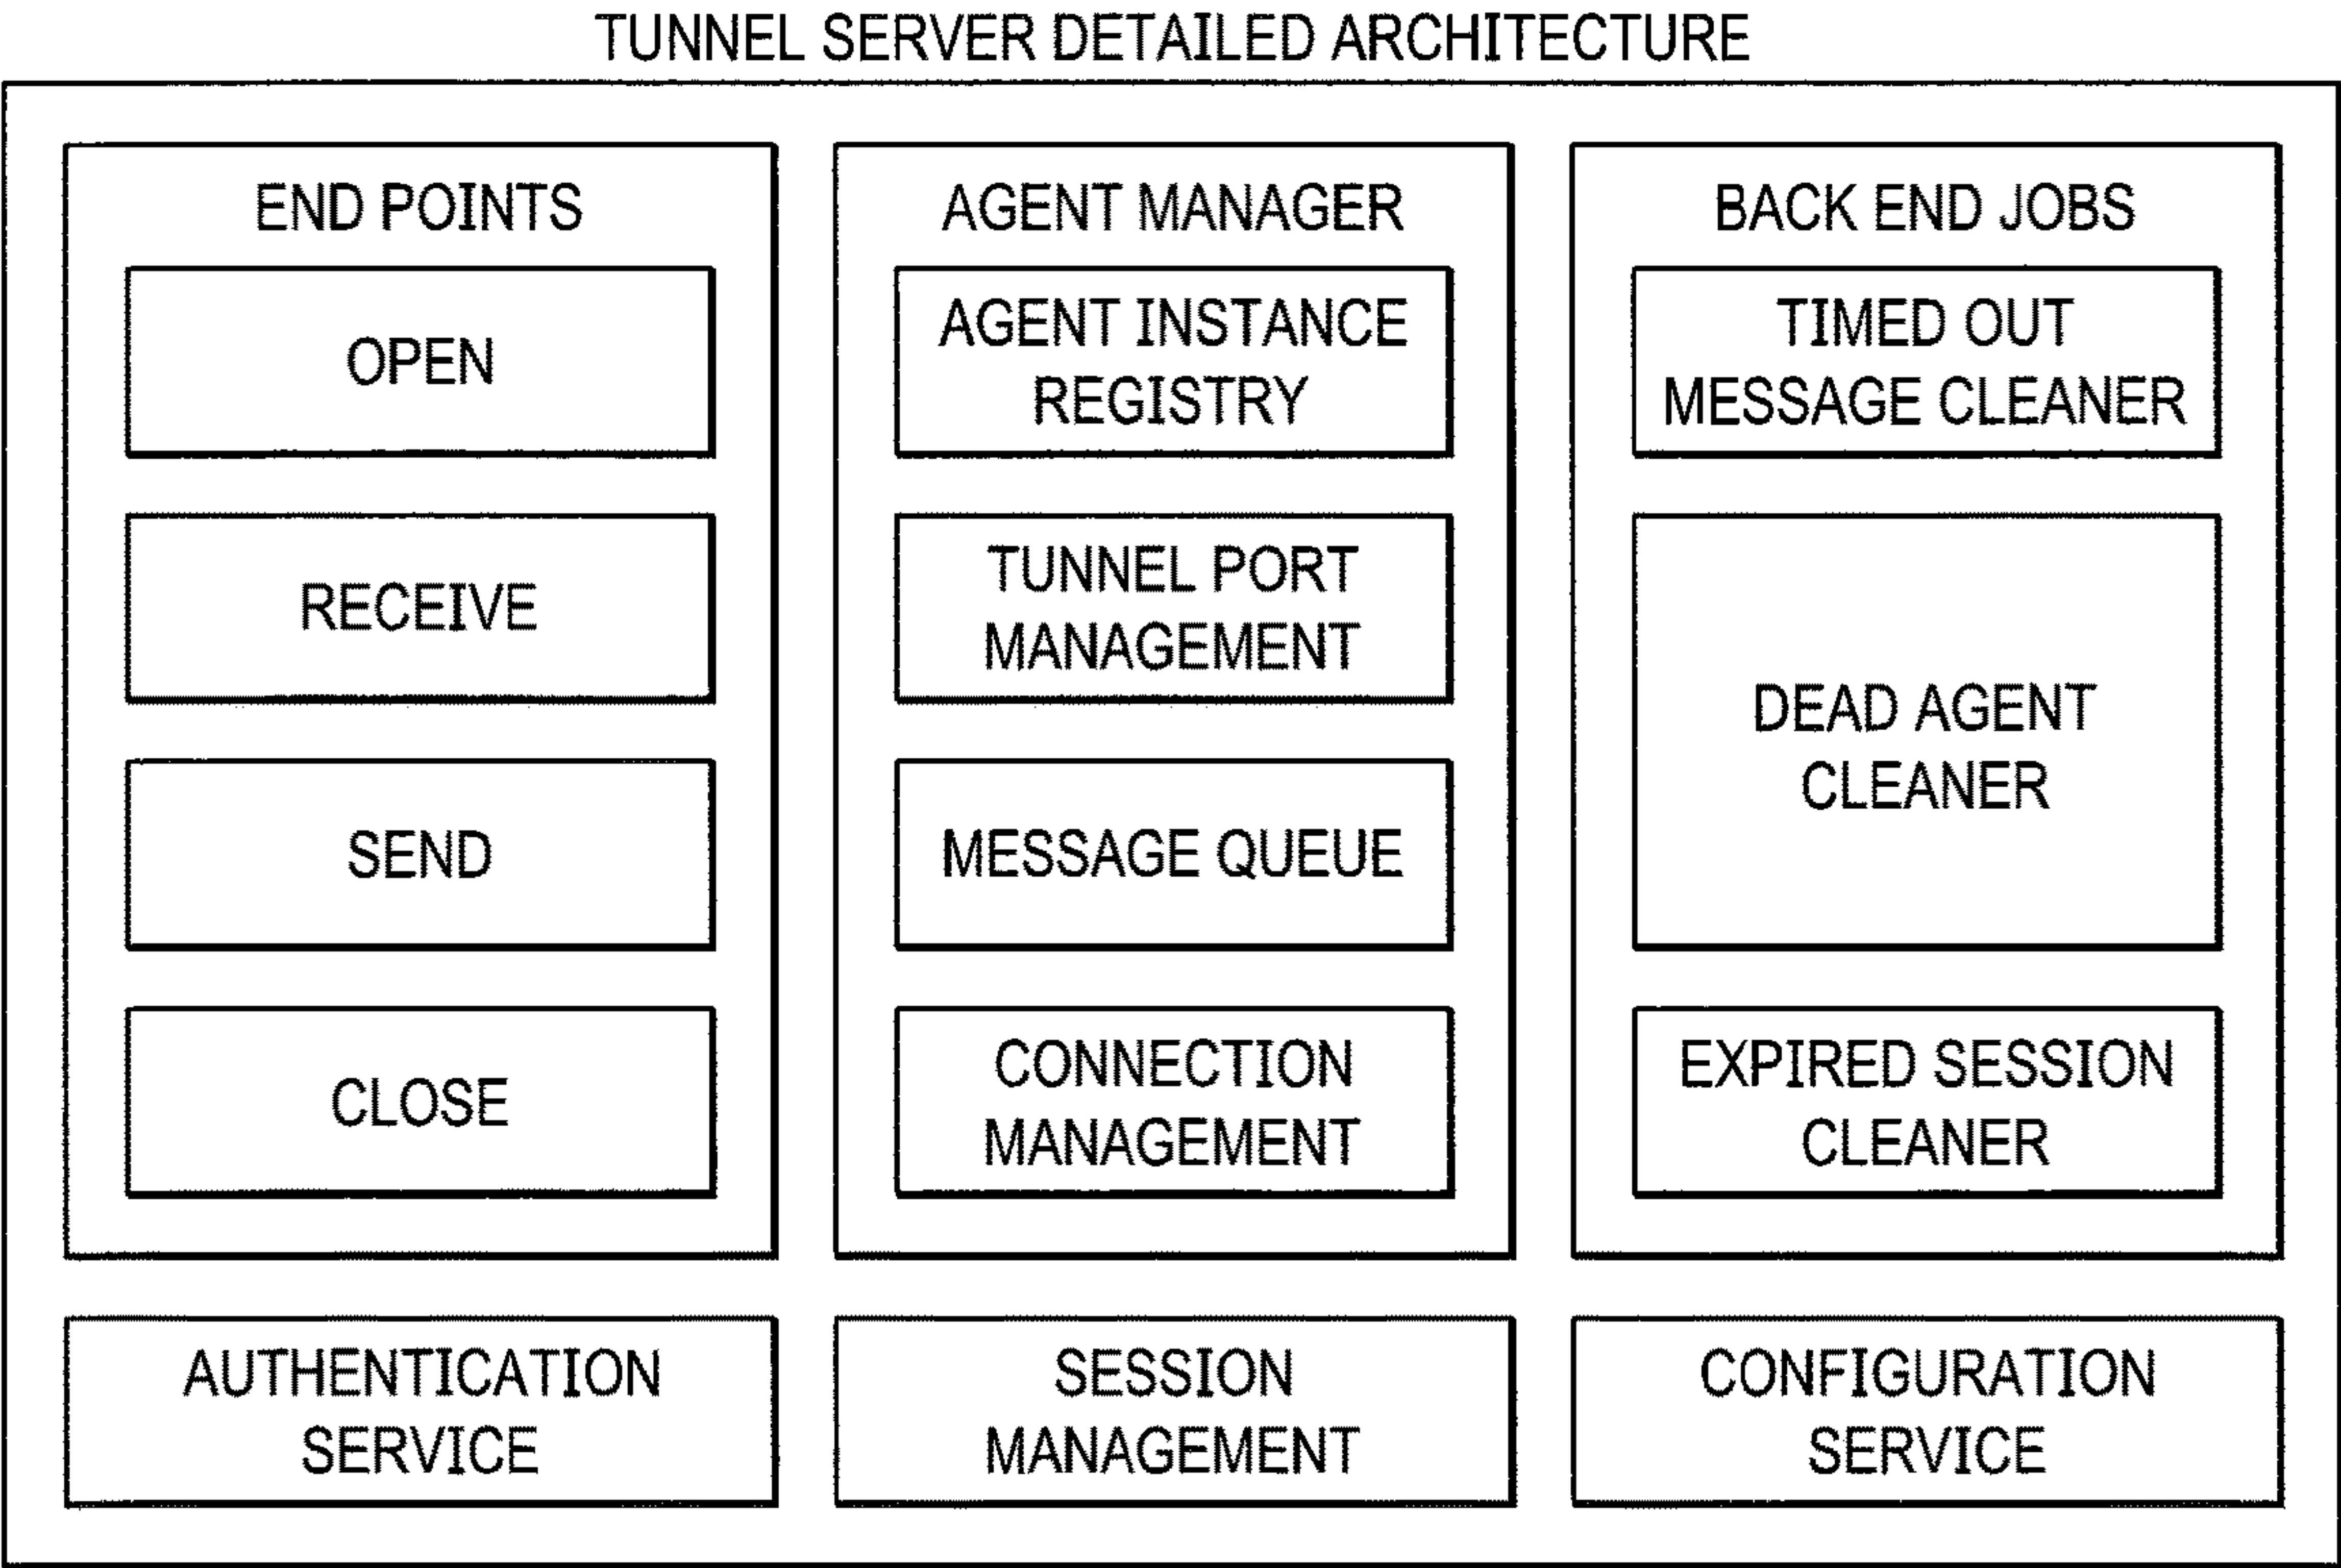 TUNNEL SERVER DETAILED ARCHITECTURE
END POINTS
OPEN
RECEIVE
SEND
CLOSE
AGENT MANAGER
AGENT INSTANCE
REGISTRY
TUNNEL PORT
MANAGEMENT
MESSAGE QUEUE
CONNECTION
MANAGEMENT
BACK END JOBS
TIMED OUT
MESSAGE CLEANER
DEAD AGENT
CLEANER
EXPIRED SESSION
CLEANER
AUTHENTICATION
SERVICE
SESSION
MANAGEMENT
CONFIGURATION
SERVICE